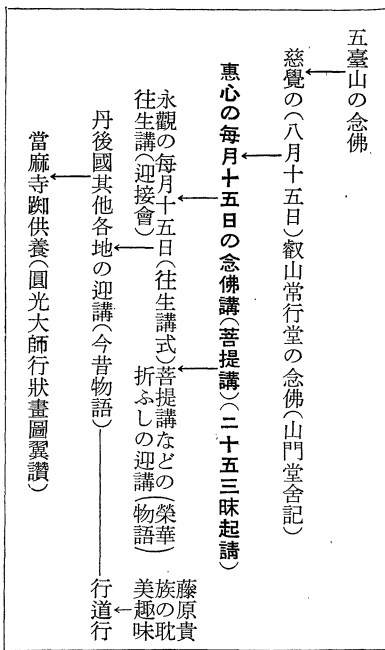 五臺山の念佛
慈覺の(八月十五日)叡山常行堂の念佛(山門堂舍記)
惠心の每月十五日の念佛講(菩提講)(二十五三昧起請)
永觀の每月十五日(往生講式)
往生講(迎接會)
菩提講などの(榮華
折ふしの迎講(物語)
藤原貴
族の耽
美趣味
丹後國其他各地の迎講(今昔物語)
行道行
當麻寺踟供養(圓光大師行狀畫圖翼讚)